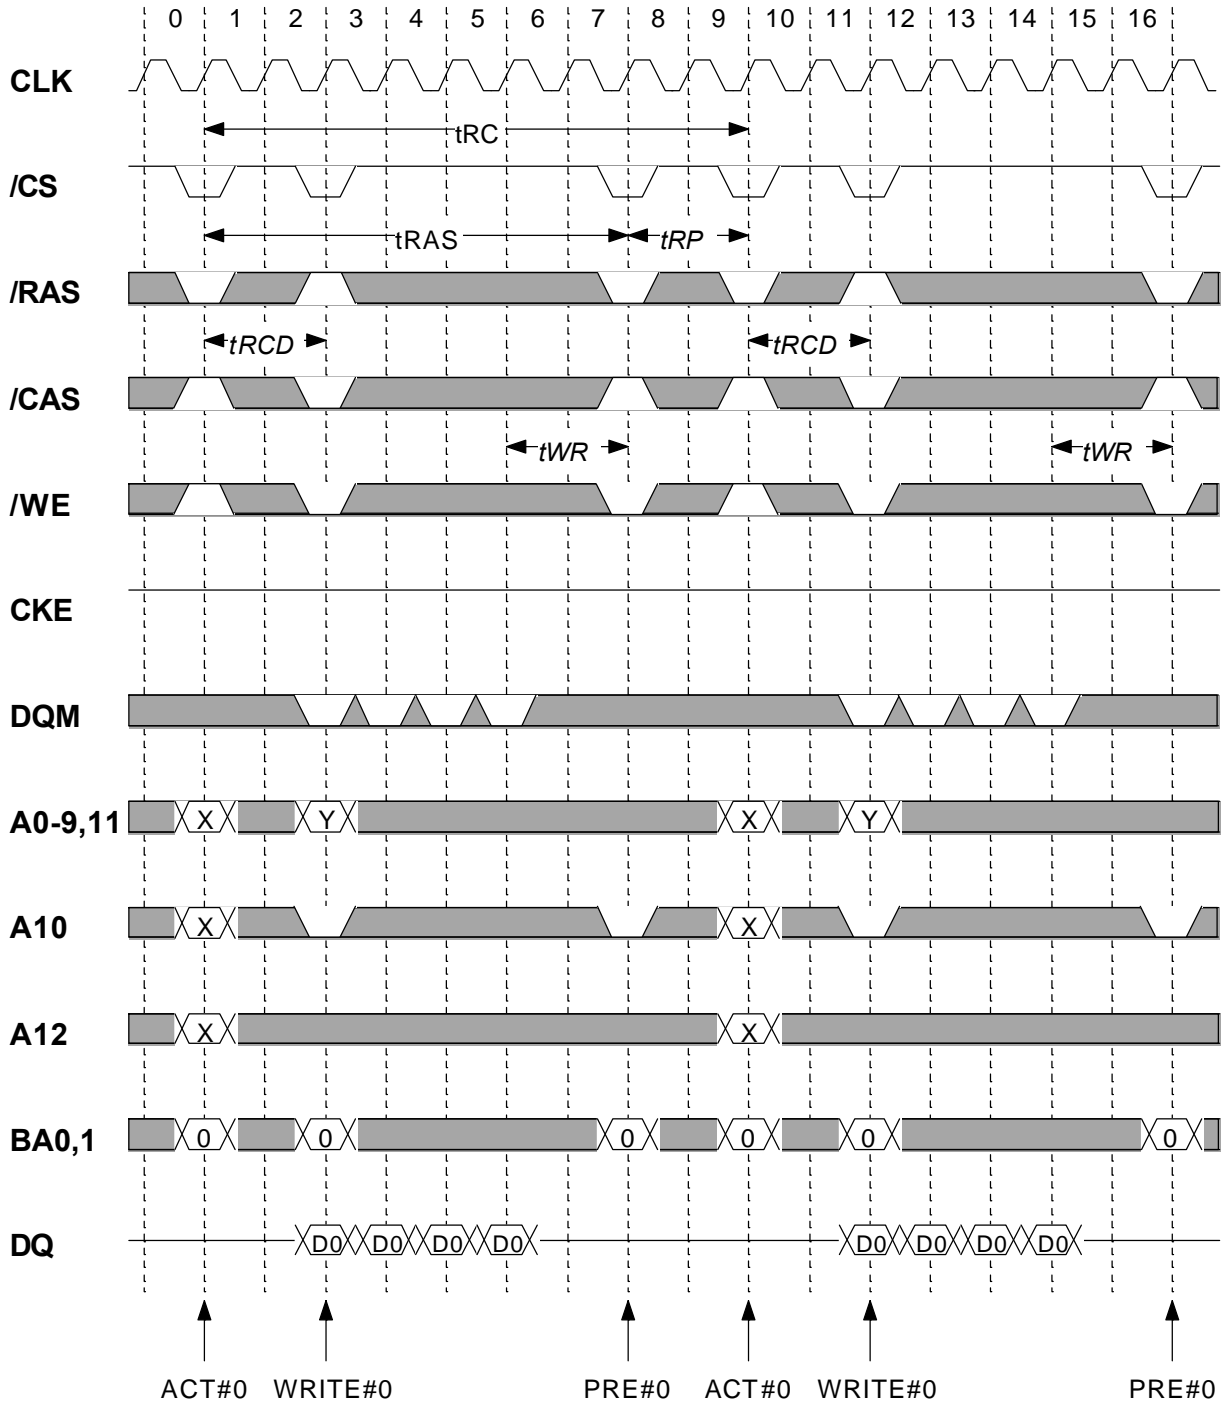 0 1 2 3 4 5 6 7 8 9 10 11 12 13 14 15 16
CLK
tRC
/CS
tRAS tRP
/RAS
tRCD tRCD
/CAS
tWR tWR
/WE
CKE
DQM
A0-9,11 X Y X Y
A10 X X
A12 X X
BA0,1 0 0 0 0 0 0
DQ D0 D0 D0 D0 D0 D0 D0 D0
ACT#0 WRITE#0 PRE#0 ACT#0 WRITE#0 PRE#0